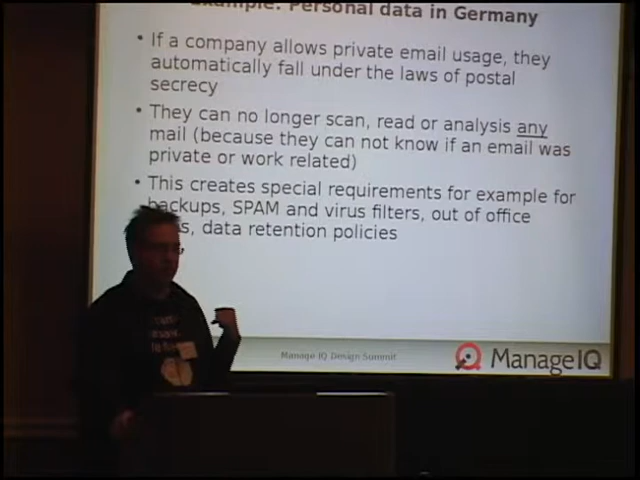 Example: Personal data in Germany
• If a company allows private email usage, they
automatically fall under the laws of postal
secrecy
• They can no longer scan, read or analysis any
mail (because they can not know if an email was
private or work related)
• This creates special requirements for example for
backups, SPAM and virus filters, out of office
data retention policies
Manage IQ Design Summit
ManageIQ